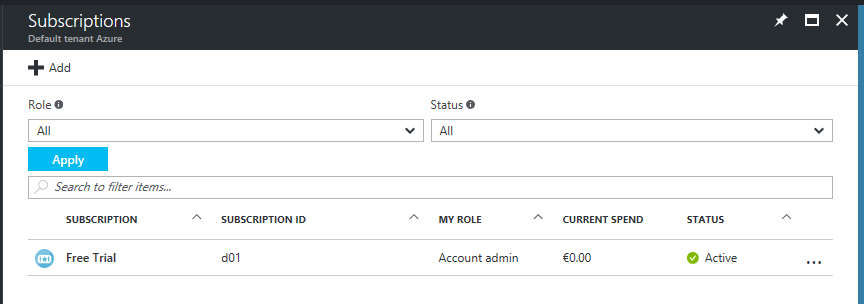 Subscriptions
Default tenant Azure
Add
Role Status
All All
Apply
Search to filter items...
SUBSCRIPTION SUBSCRIPTION ID MY ROLE CURRENT SPEND STATUS
Free Trial d01 Account admin €0.00 Active ...